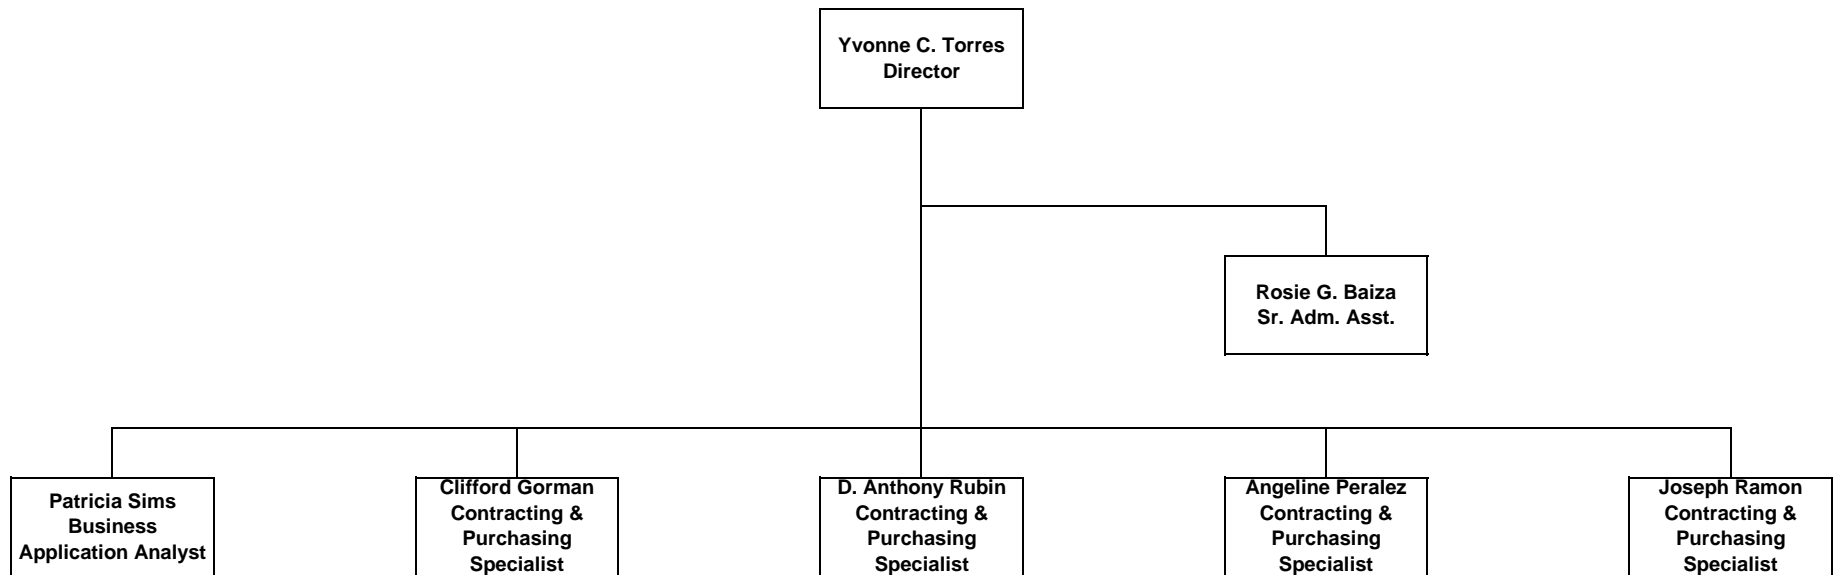 Yvonne C. Torres
Director
Rosie G. Baiza
Sr. Adm. Asst.
Patricia Sims
Business
Application Analyst
Clifford Gorman
Contracting &
Purchasing
Specialist
D. Anthony Rubin
Contracting &
Purchasing
Specialist
Angeline Peralez
Contracting &
Purchasing
Specialist
Joseph Ramon
Contracting &
Purchasing
Specialist